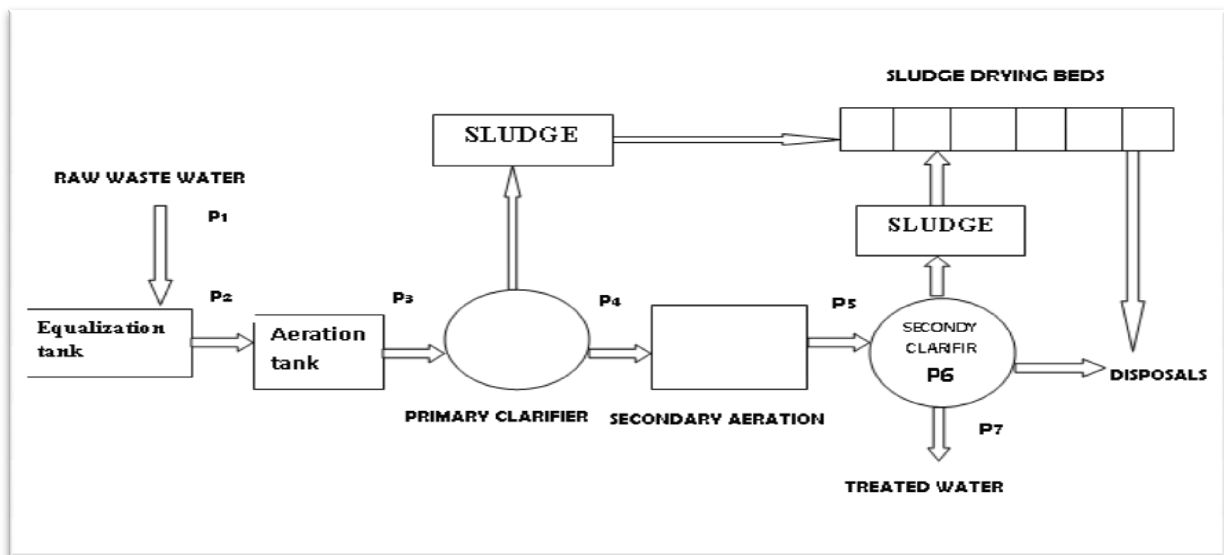 SLUDGE DRYING BEDS
SLUDGE
RAW WASTE WATER
P1
SLUDGE
P2
P3
P4
P5
Equalization
tank
Aeration
tank
SECONDY
CLARIFIR
P6
DISPOSALS
PRIMARY CLARIFIER
SECONDARY AERATION
P7
TREATED WATER